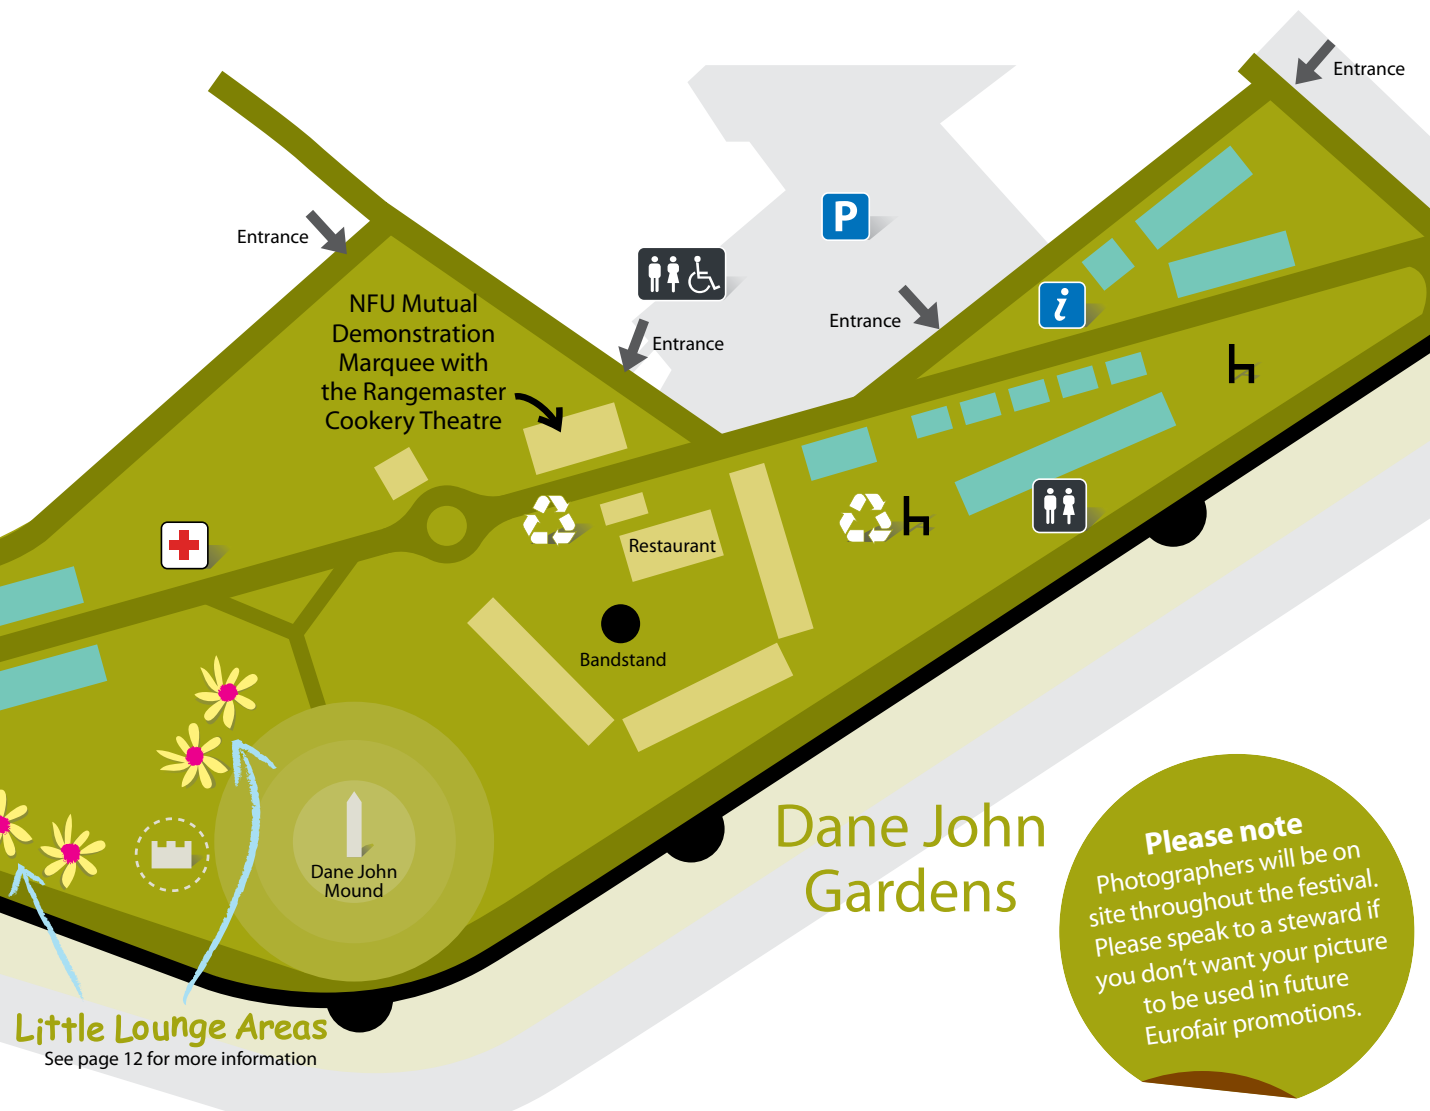 Entrance
Entrance
P
NFU Mutual
Demonstration
Marquee with
the Rangemaster
Cookery Theatre
Entrance
Entrance
i
Restaurant
Bandstand
Dane John
Mound
Dane John
Gardens
Please note
Photographers will be on
site throughout the festival.
Please speak to a steward if
you don't want your picture
to be used in future
Eurofair promotions.
Little Lounge Areas
See page 12 for more information